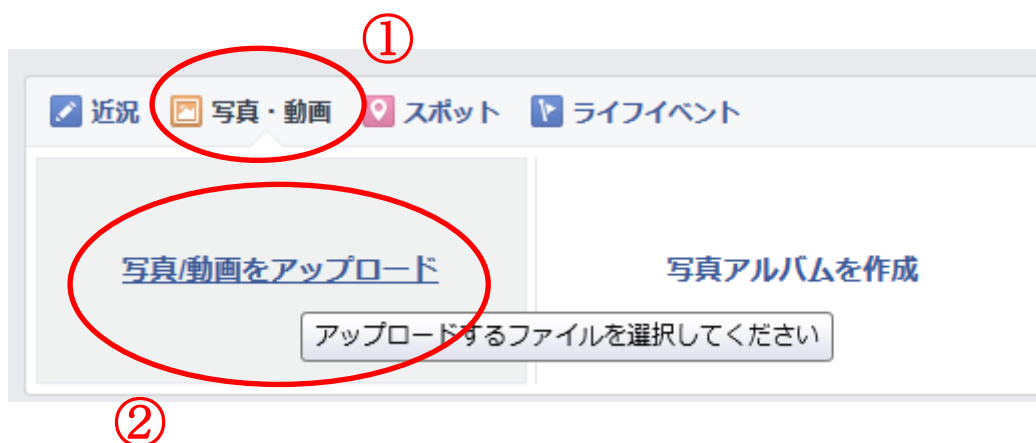 ①
近況 写真・動画 スポット ライフイベント
写真/動画をアップロード 写真アルバムを作成
アップロードするファイルを選択してください
②